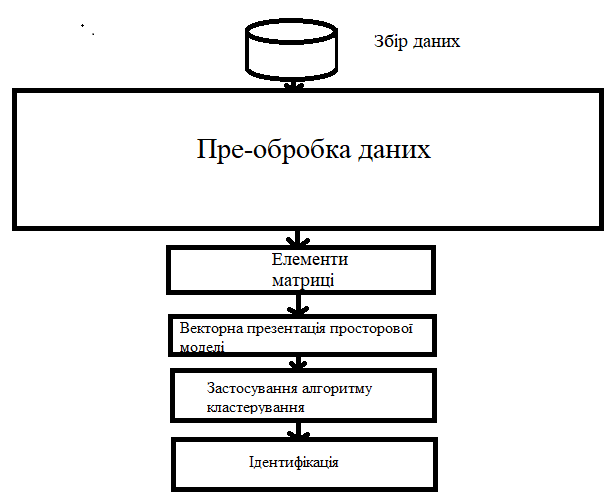 Збір даних
Пре-обробка даних
Елементи
матриці
Векторна презентація просторової
моделі
Застосування алгоритму
кластерування
Ідентифікація